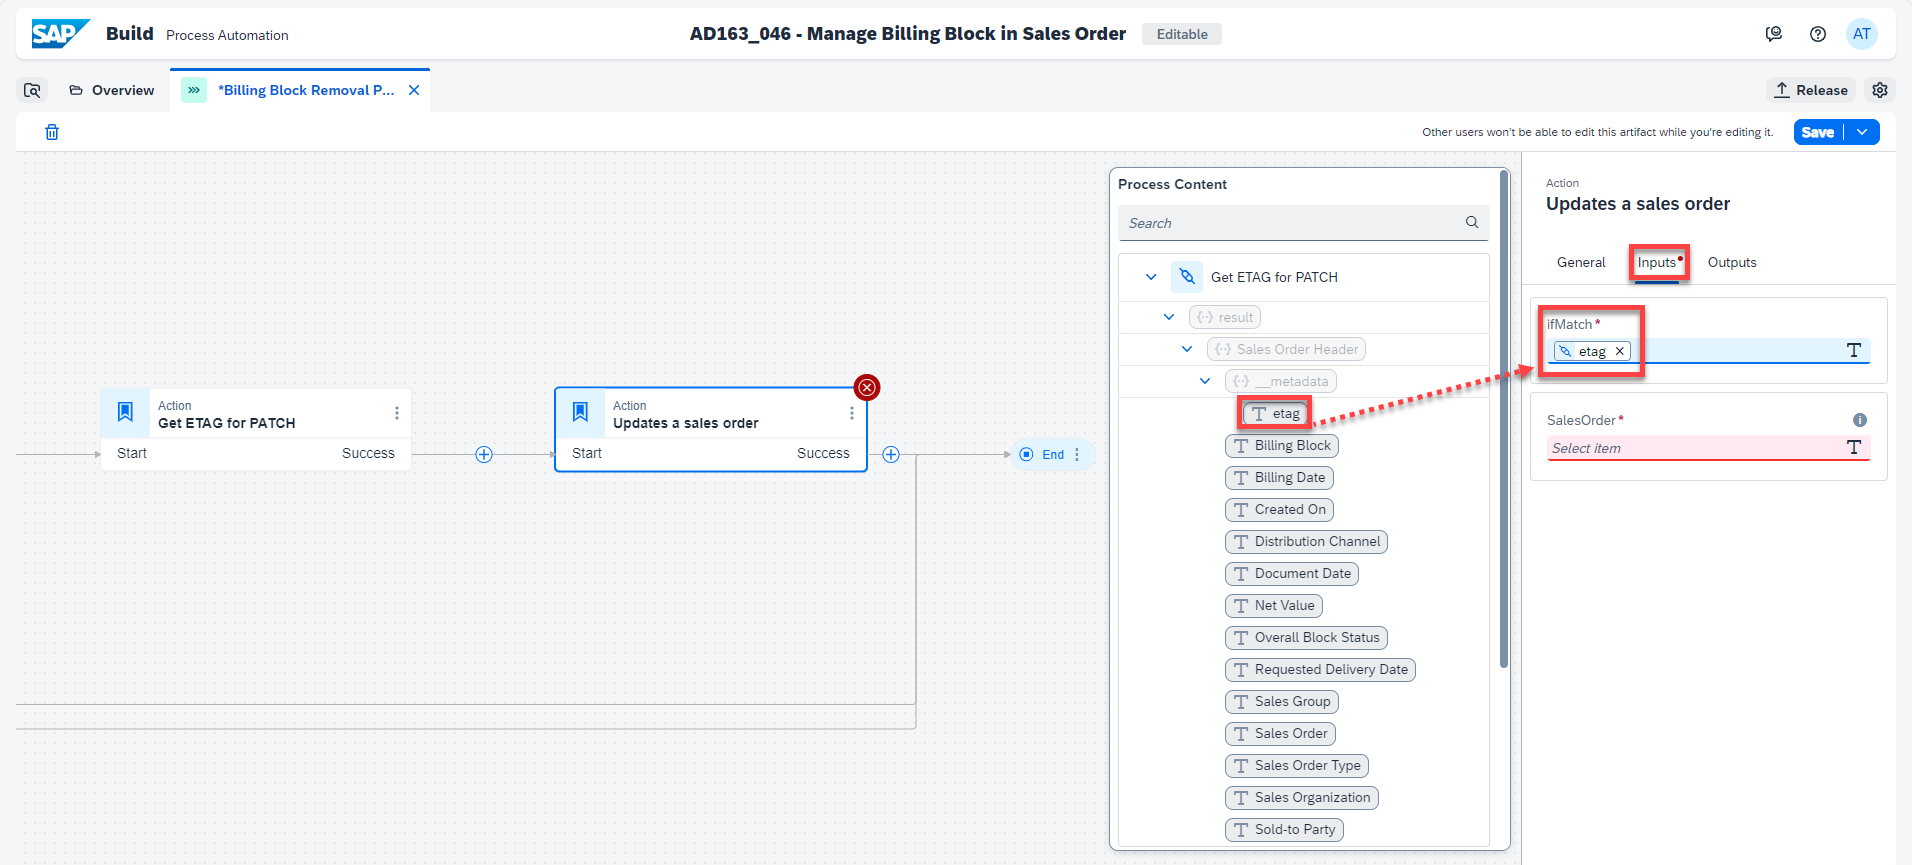 SAP Build Process Automation
AD163_046 - Manage Billing Block in Sales Order Editable
AT
Overview
*Billing Block Removal P...
Release
Other users won't be able to edit this artifact while you're editing it.
Save
Action
Get ETAG for PATCH
Start Success
Action
Updates a sales order
Start Success
End
Process Content
Search
Get ETAG for PATCH
result
Sales Order Header
__metadata
etag
Billing Block
Billing Date
Created On
Distribution Channel
Document Date
Net Value
Overall Block Status
Requested Delivery Date
Sales Group
Sales Order
Sales Order Type
Sales Organization
Sold-to Party
Action
Updates a sales order
General Inputs Outputs
ifMatch *
etag
SalesOrder *
Select item